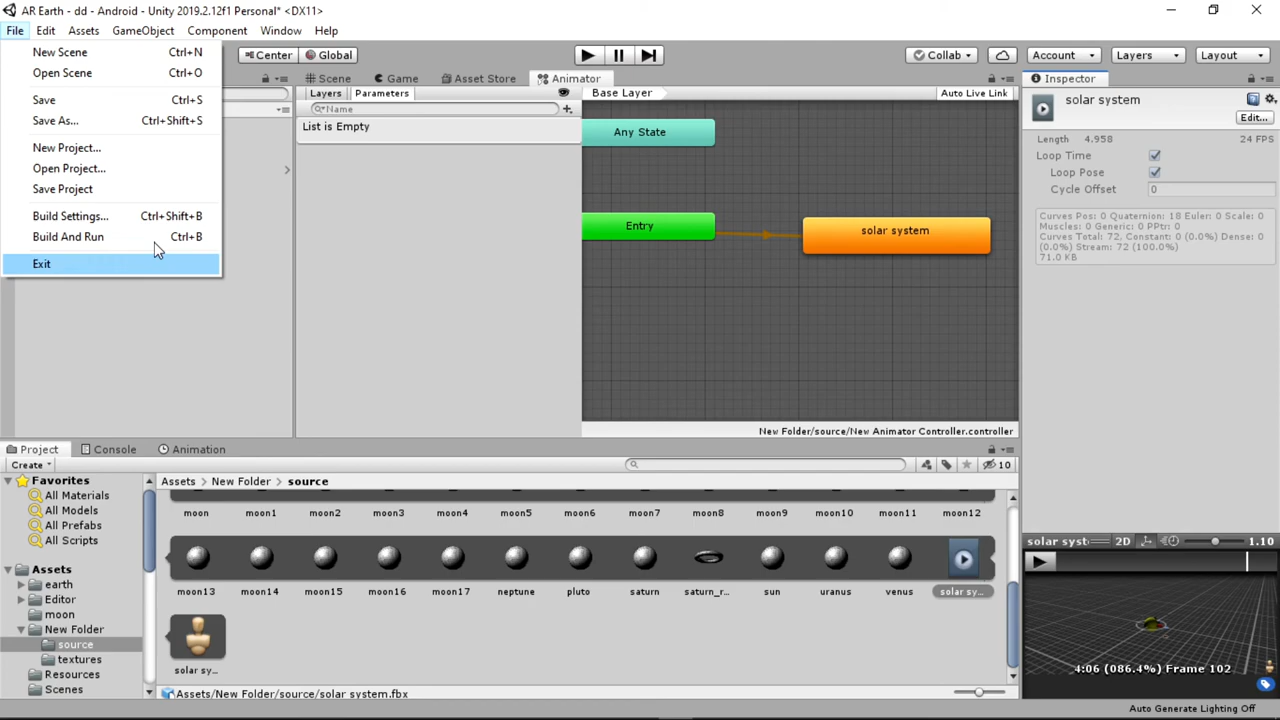 AR Earth - dd - Android - Unity 2019.2.12f1 Personal* <DX11>
File Edit Assets GameObject Component Window Help
Center Global Collab Account Layers Layout
New Scene Ctrl+N
Open Scene Ctrl+O
Save Ctrl+S
Save As... Ctrl+Shift+S
New Project...
Open Project...
Save Project
Build Settings... Ctrl+Shift+B
Build And Run Ctrl+B
Exit
Scene Game Asset Store Animator
Layers Parameters
Name
List is Empty
Base Layer Auto Live Link
Any State
Entry
solar system
New Folder/source/New Animator Controller.controller
Inspector
solar system
Edit...
Length 4.958 24 FPS
Loop Time
Loop Pose
Cycle Offset 0
Curves Pos: 0 Quaternion: 18 Euler: 0 Scale: 0
Muscles: 0 Generic: 0 PPtr: 0
Curves Total: 72, Constant: 0 (0.0%) Dense: 0
(0.0%) Stream: 72 (100.0%)
71.0 KB
Project Console Animation
Create 10
Favorites
All Materials
All Models
All Prefabs
All Scripts
Assets
earth
Editor
moon
New Folder
source
textures
Resources
Scenes
Assets New Folder source
moon moon1 moon2 moon3 moon4 moon5 moon6 moon7 moon8 moon9 moon10 moon11 moon12
moon13 moon14 moon15 moon16 moon17 neptune pluto saturn saturn_r... sun uranus venus solar sy...
solar sy...
Assets/New Folder/source/solar system.fbx
solar syst 2D 1.10
4:06 (086.4%) Frame 102
Auto Generate Lighting Off